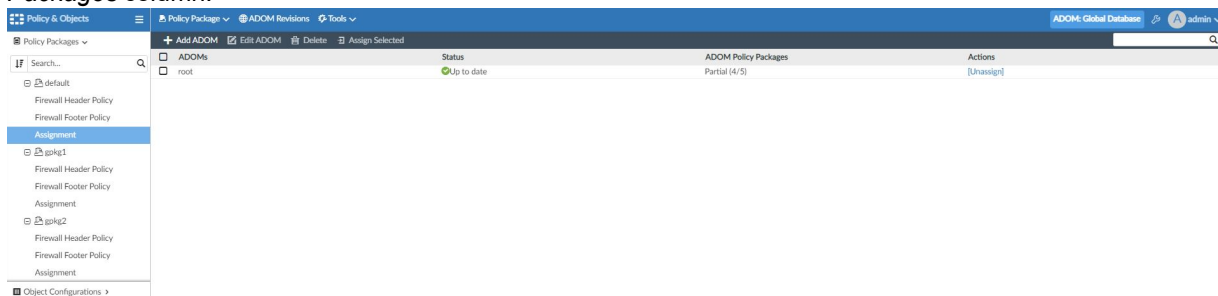 Packages column.
Policy & Objects
Policy Package ADOM Revisions Tools ADOM: Global Database A admin
Policy Packages
+ Add ADOM Edit ADOM Delete Assign Selected
Search...
ADOMs Status ADOM Policy Packages Actions
root Up to date Partial (4/5) [Unassign]
default
Firewall Header Policy
Firewall Footer Policy
Assignment
gpkg1
Firewall Header Policy
Firewall Footer Policy
Assignment
gpkg2
Firewall Header Policy
Firewall Footer Policy
Assignment
Object Configurations >